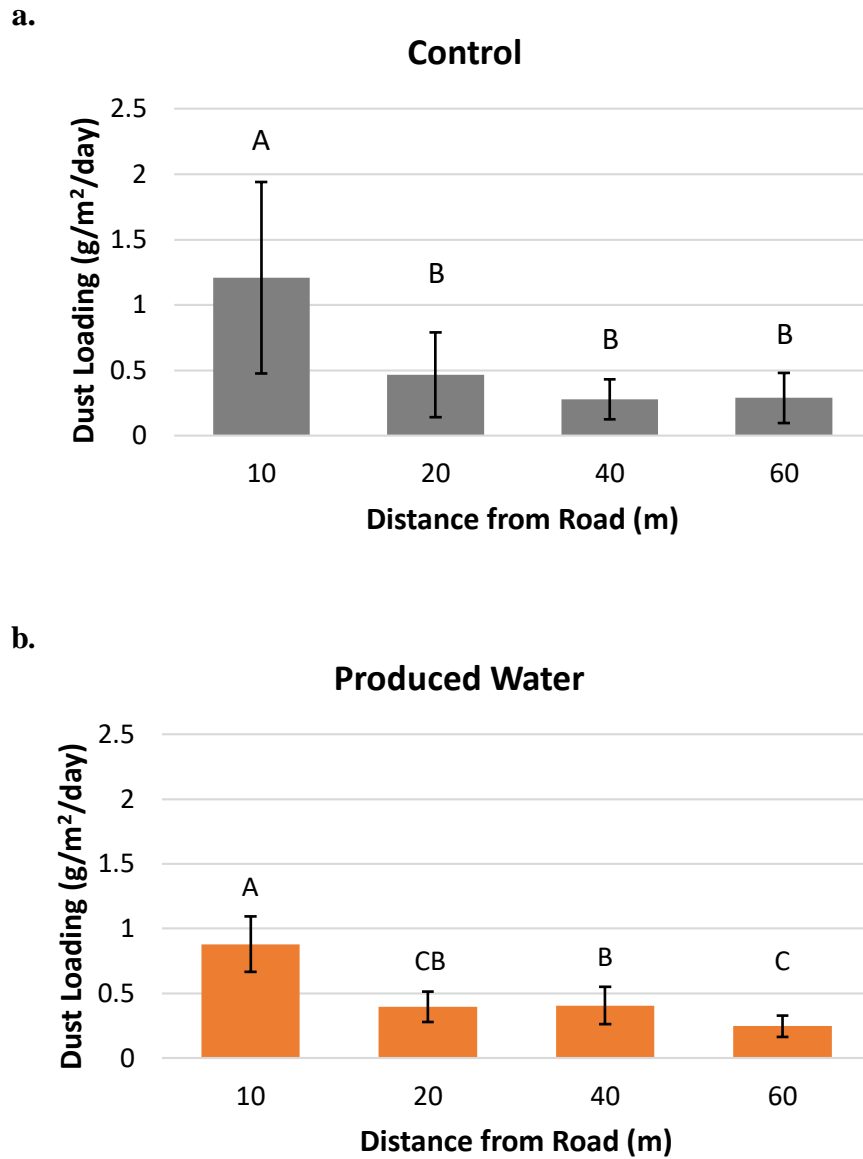 a.
Control
Dust Loading (g/m²/day)
2.5
2
1.5
1
0.5
0
A
B
B
B
10 20 40 60
Distance from Road (m)
b.
Produced Water
Dust Loading (g/m²/day)
2.5
2
1.5
1
0.5
0
A
CB
B
C
10 20 40 60
Distance from Road (m)